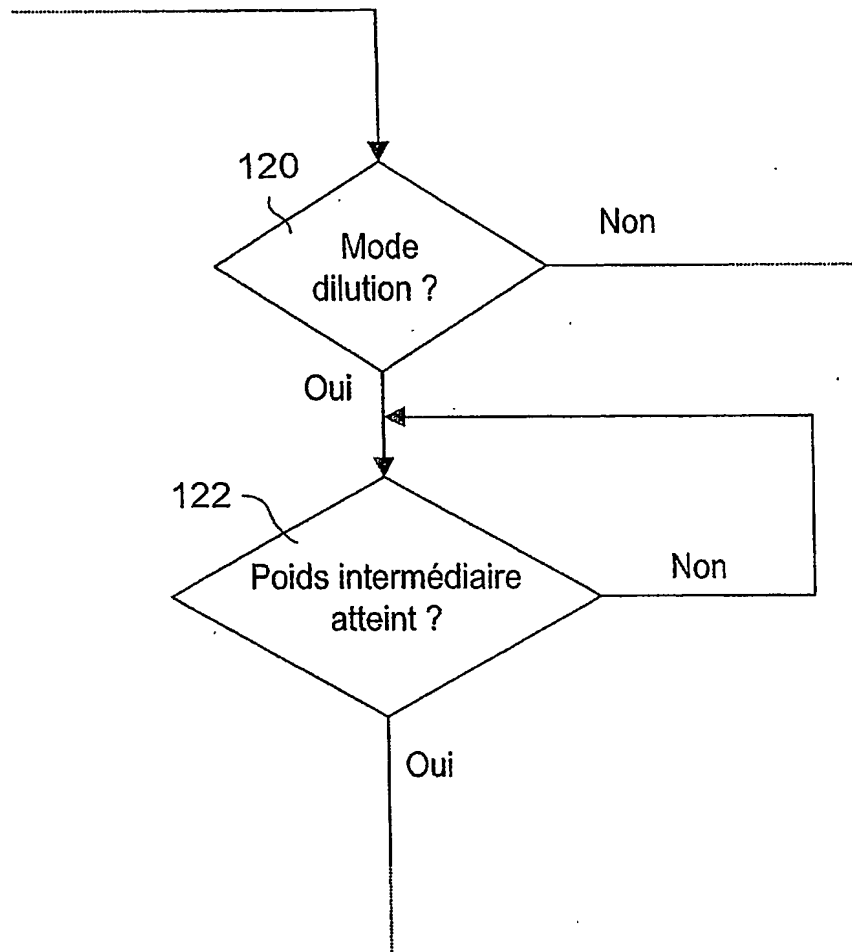 120
Mode
dilution ?
Non
Oui
122
Poids intermédiaire
atteint ?
Non
Oui